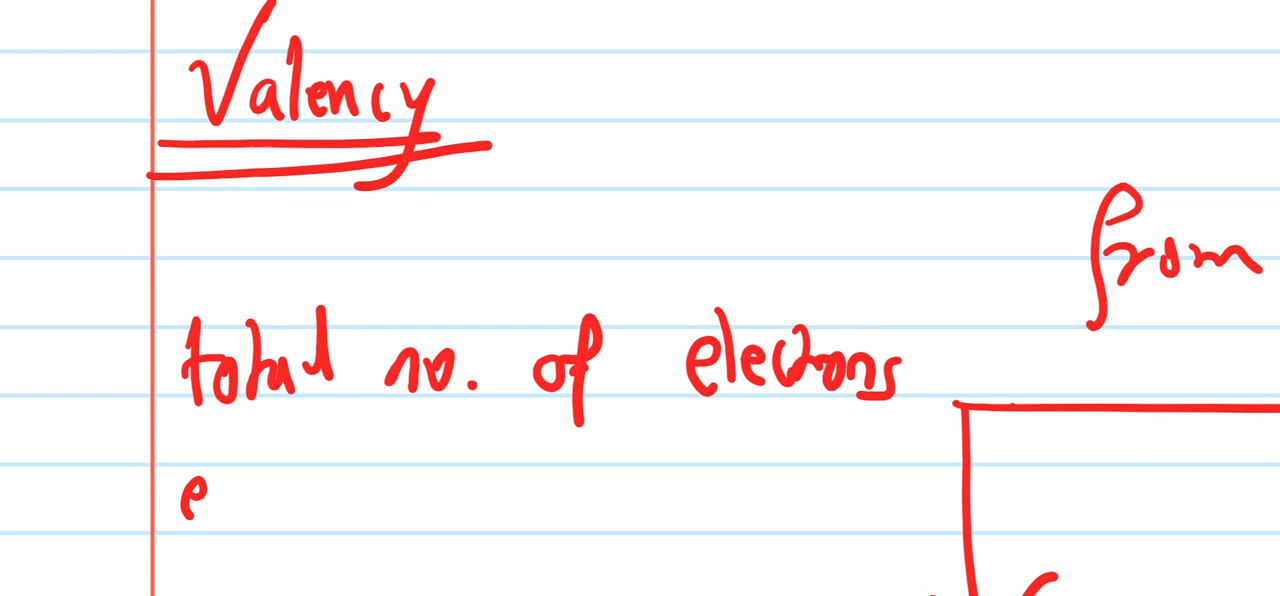 Valency
from
total no. of electrons
e